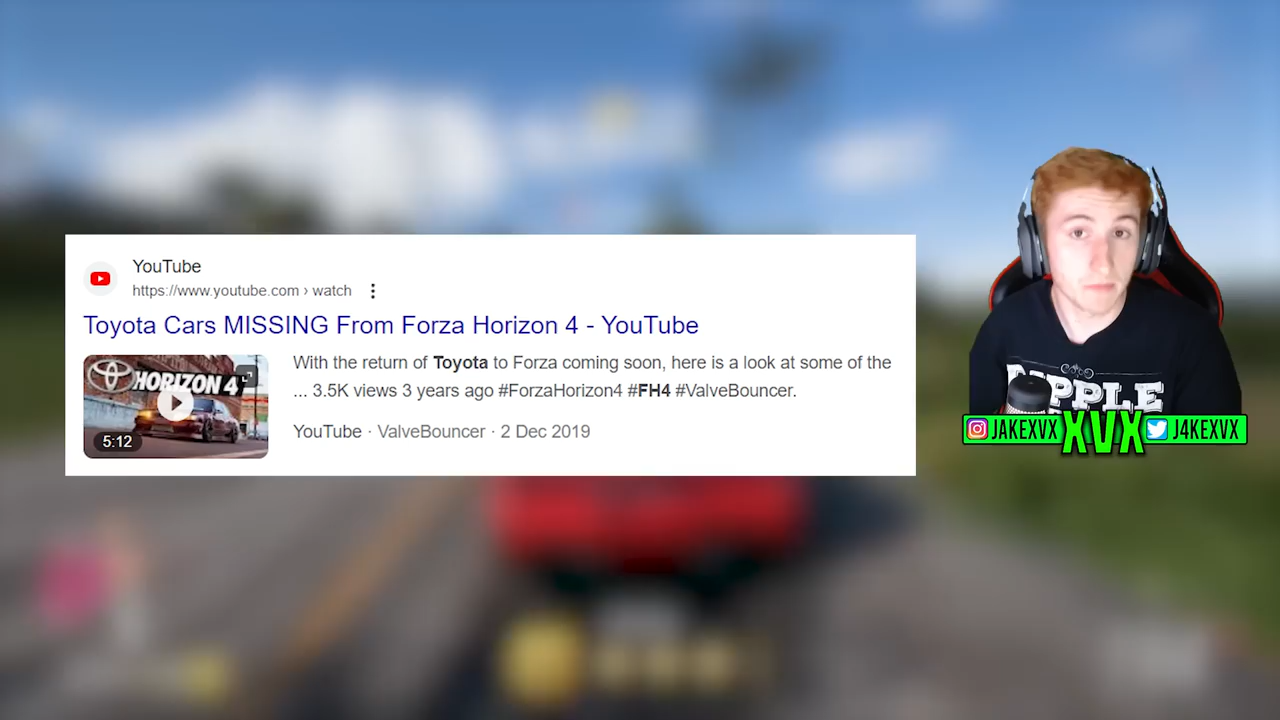 YouTube
https://www.youtube.com › watch
Toyota Cars MISSING From Forza Horizon 4 - YouTube
With the return of Toyota to Forza coming soon, here is a look at some of the
... 3.5K views 3 years ago #ForzaHorizon4 #FH4 #ValveBouncer.
YouTube · ValveBouncer · 2 Dec 2019
HORIZON 4
5:12
JAKEXVX
XVX
J4KEXVX